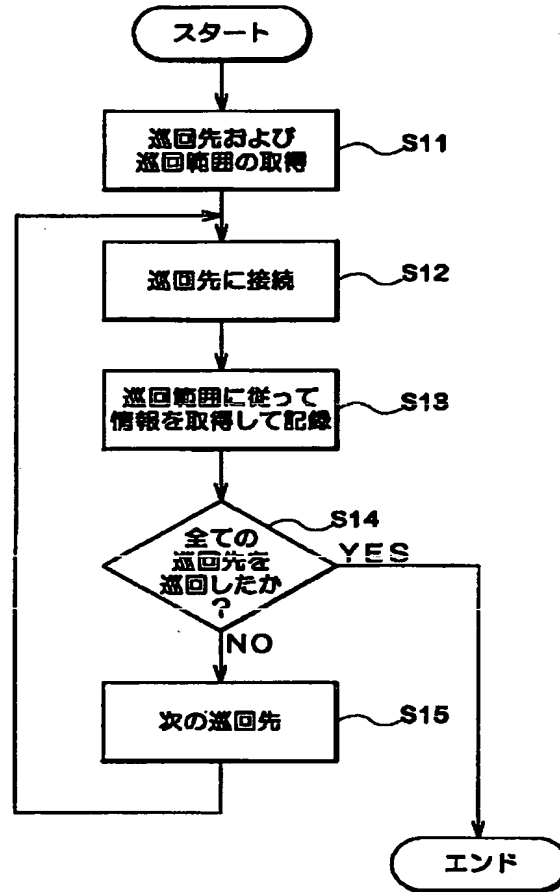 スタート
巡回先および
巡回範囲の取得
S11
巡回先に接続
S12
巡回範囲に従って
情報を取得して記録
S13
S14
全ての
巡回先を
巡回したか
?
YES
NO
次の巡回先
S15
エンド